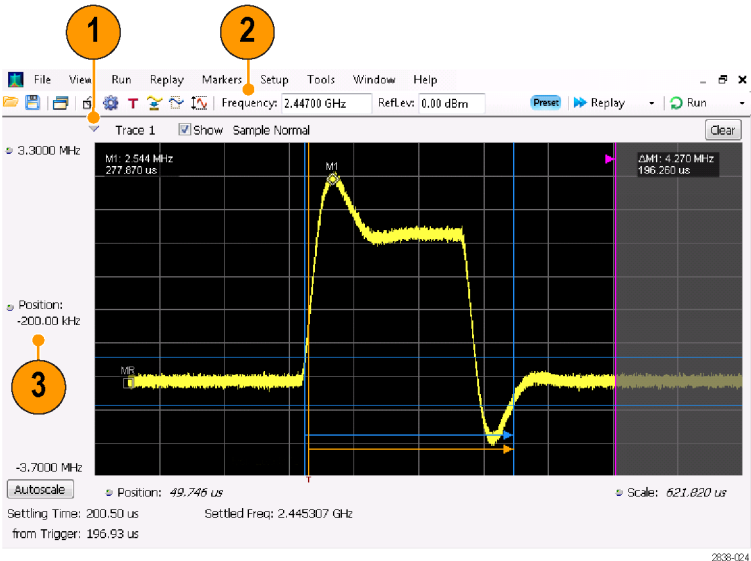 1
2
File View Run Replay Markers Setup Tools Window Help
T Frequency: 2.44700 GHz RefLev: 0.00 dBm Preset Replay Run
Trace 1 Show Sample Normal Clear
3.3000 MHz
M1: 2.544 MHz
277.870 us
M1
ΔM1: 4.270 MHz
196.260 us
Position:
-200.00 kHz
3
MR
-3.7000 MHz
T
Autoscale Position: 49.746 us Scale: 621.820 us
Settling Time: 200.50 us Settled Freq: 2.445307 GHz
from Trigger: 196.93 us
2838-024